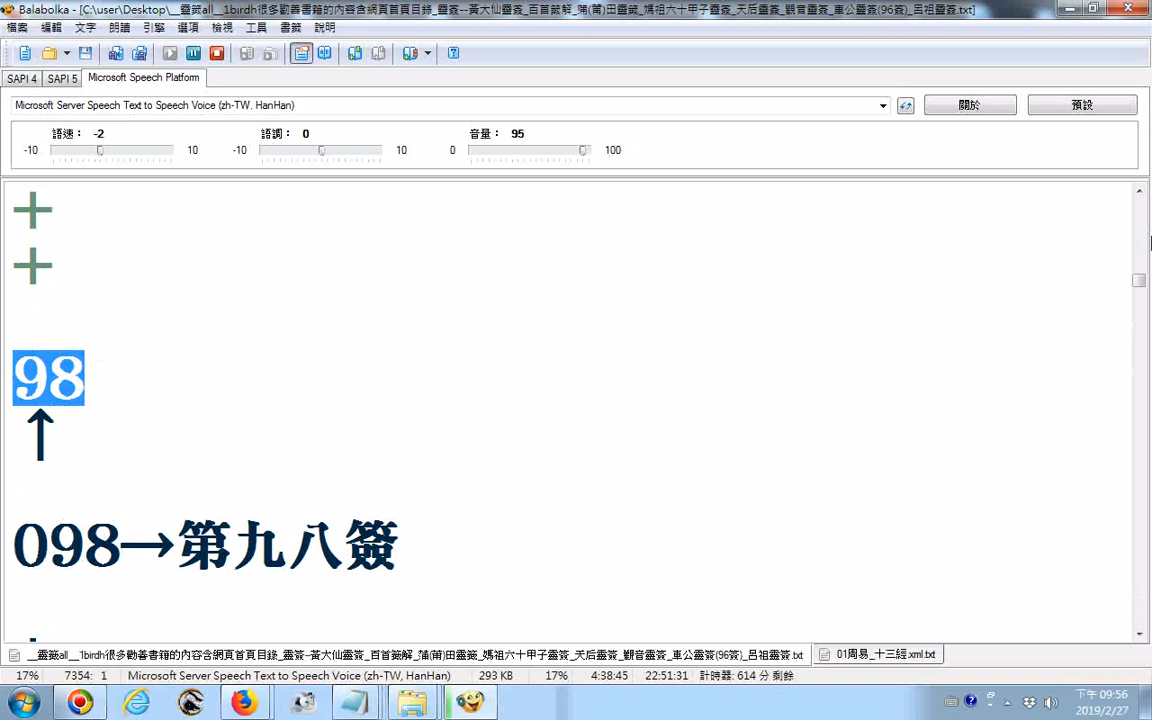 Balabolka - [C:\user\Desktop\__靈籤all__1birdh很多勸善書籍的內容含網頁首頁目錄_靈簽--黃大仙靈簽_百首籤解_蒲(莆)田靈籤_媽祖六十甲子靈簽_天后靈簽_觀音靈簽_車公靈簽(96簽)_呂祖靈簽.txt]
檔案 編輯 文字 朗讀 引擎 選項 檢視 工具 書籤 說明
SAPI 4 SAPI 5 Microsoft Speech Platform
Microsoft Server Speech Text to Speech Voice (zh-TW, HanHan) 關於 預設
語速： -2 語調： 0 音量： 95
-10 10 -10 10 0 100
+
+
98
↑
098→第九八簽
__靈籤all__1birdh很多勸善書籍的內容含網頁首頁目錄_靈簽--黃大仙靈簽_百首籤解_蒲(莆)田靈籤_媽祖六十甲子靈簽_天后靈簽_觀音靈簽_車公靈簽(96簽)_呂祖靈簽.txt 01周易_十三經.xml.txt
17% 7354: 1 Microsoft Server Speech Text to Speech Voice (zh-TW, HanHan) 293 KB 17% 4:38:45 22:51:31 計時器: 614 分 剩餘
下午 09:56
2019/2/27